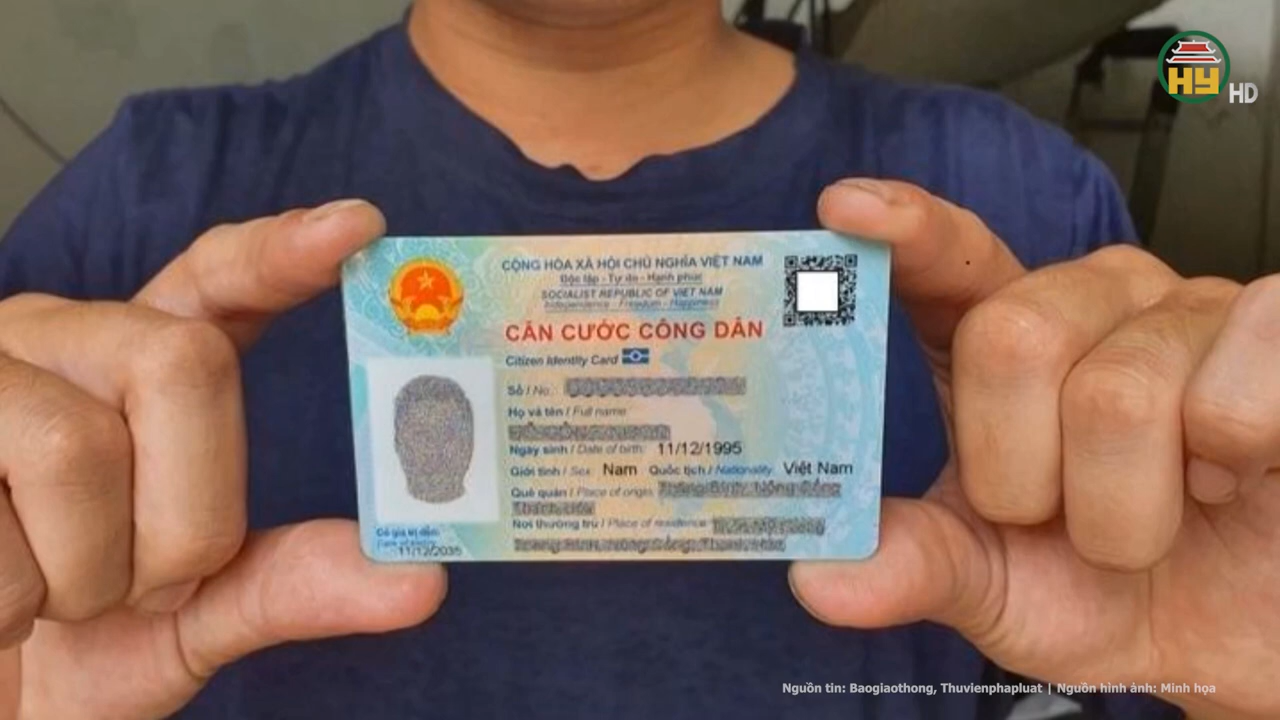 HY HD
CỘNG HÒA XÃ HỘI CHỦ NGHĨA VIỆT NAM
Độc lập - Tự do - Hạnh phúc
SOCIALIST REPUBLIC OF VIET NAM
Independence - Freedom - Happiness
CĂN CƯỚC CÔNG DÂN
Citizen Identity Card
Số / No.:
Họ và tên / Full name:
Ngày sinh / Date of birth: 11/12/1995
Giới tính / Sex: Nam Quốc tịch / Nationality: Việt Nam
Quê quán / Place of origin:
Nơi thường trú / Place of residence:
Có giá trị đến:
Date of expiry
11/12/2035
Nguồn tin: Baogiaothong, Thuvienphapluat | Nguồn hình ảnh: Minh họa